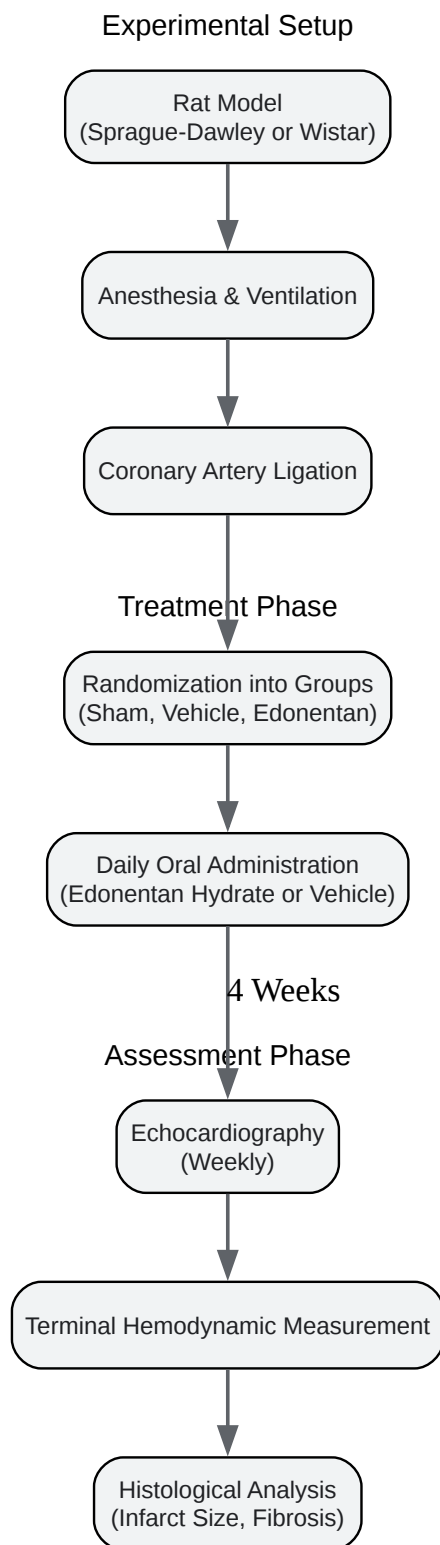 Experimental Setup
Rat Model
(Sprague-Dawley or Wistar)
Anesthesia & Ventilation
Coronary Artery Ligation
Treatment Phase
Randomization into Groups
(Sham, Vehicle, Edonentan)
Daily Oral Administration
(Edonentan Hydrate or Vehicle)
4 Weeks
Assessment Phase
Echocardiography
(Weekly)
Terminal Hemodynamic Measurement
Histological Analysis
(Infarct Size, Fibrosis)